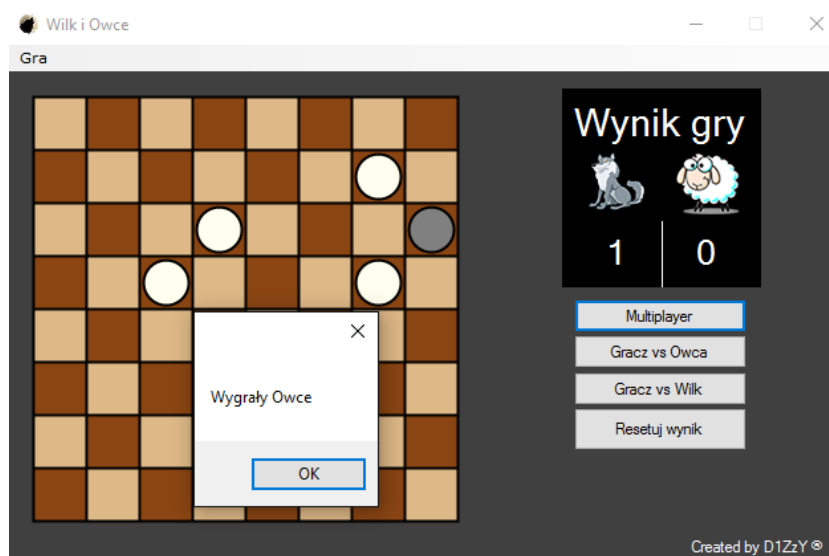 Wilk i Owce
Gra
Wynik gry
1 0
Multiplayer
Gracz vs Owca
Gracz vs Wilk
Resetuj wynik
Wygrały Owce
OK
Created by D1ZzY ®